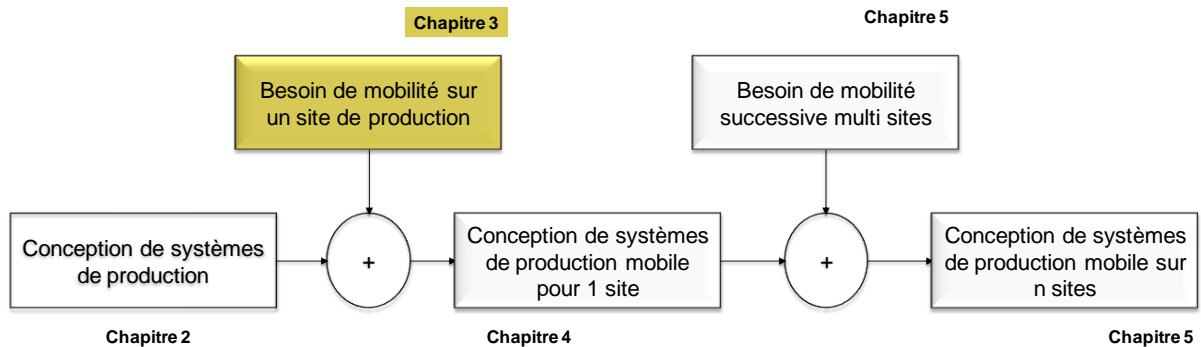 Chapitre 3
Chapitre 5
Besoin de mobilité sur
un site de production
Besoin de mobilité
successive multi sites
Conception de systèmes
de production
+
Conception de systèmes
de production mobile
pour 1 site
+
Conception de systèmes
de production mobile sur
n sites
Chapitre 2
Chapitre 4
Chapitre 5